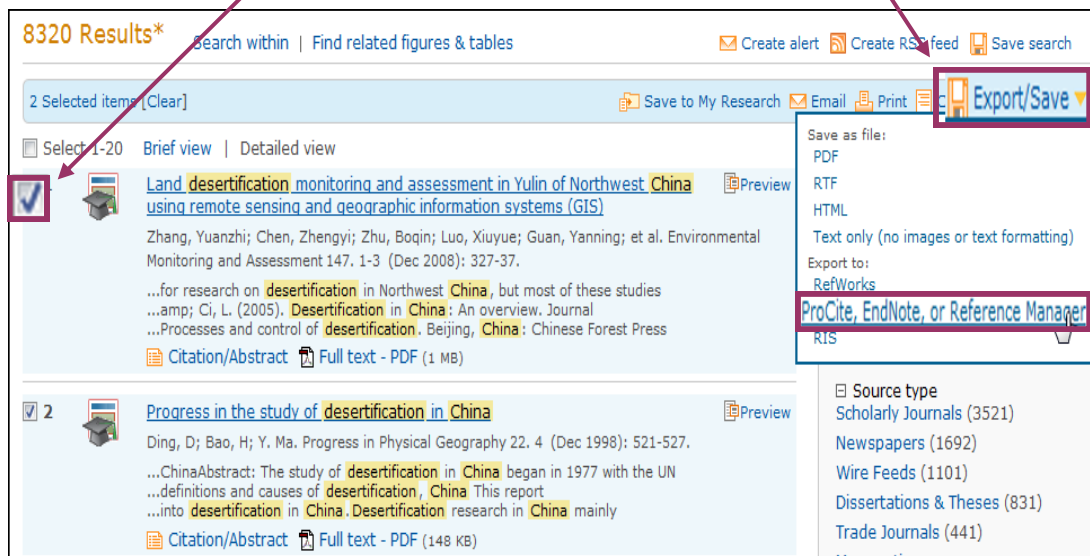 8320 Results*
Search within | Find related figures & tables
Create alert Create RSS feed Save search
2 Selected items [Clear]
Save to My Research Email Print C Export/Save
Select 1-20 Brief view | Detailed view
Land desertification monitoring and assessment in Yulin of Northwest China
using remote sensing and geographic information systems (GIS)
Preview
Zhang, Yuanzhi; Chen, Zhengyi; Zhu, Boqin; Luo, Xiuyue; Guan, Yanning; et al. Environmental
Monitoring and Assessment 147. 1-3 (Dec 2008): 327-37.
...for research on desertification in Northwest China, but most of these studies
...amp; Ci, L. (2005). Desertification in China: An overview. Journal
...Processes and control of desertification. Beijing, China: Chinese Forest Press
Citation/Abstract Full text - PDF (1 MB)
2
Progress in the study of desertification in China
Preview
Ding, D; Bao, H; Y. Ma. Progress in Physical Geography 22. 4 (Dec 1998): 521-527.
...ChinaAbstract: The study of desertification in China began in 1977 with the UN
...definitions and causes of desertification, China This report
...into desertification in China. Desertification research in China mainly
Citation/Abstract Full text - PDF (148 KB)
Save as file:
PDF
RTF
HTML
Text only (no images or text formatting)
Export to:
RefWorks
ProCite, EndNote, or Reference Manager
RIS
Source type
Scholarly Journals (3521)
Newspapers (1692)
Wire Feeds (1101)
Dissertations & Theses (831)
Trade Journals (441)